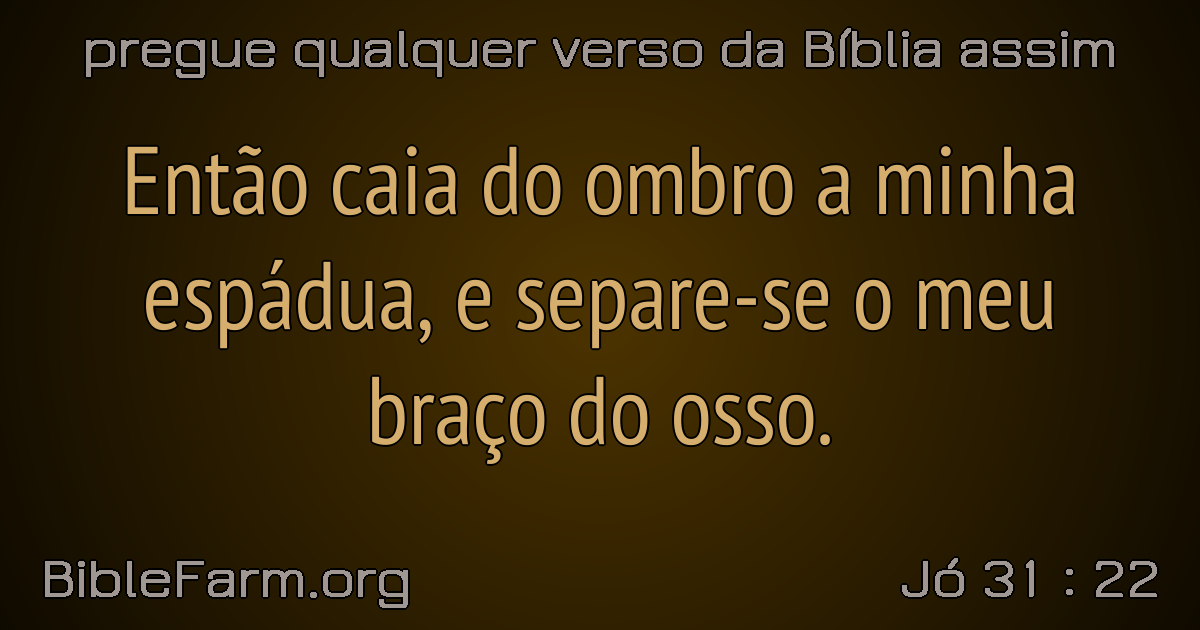 pregue qualquer verso da Bíblia assim
Então caia do ombro a minha
espádua, e separe-se o meu
braço do osso.
BibleFarm.org
Jó 31 : 22